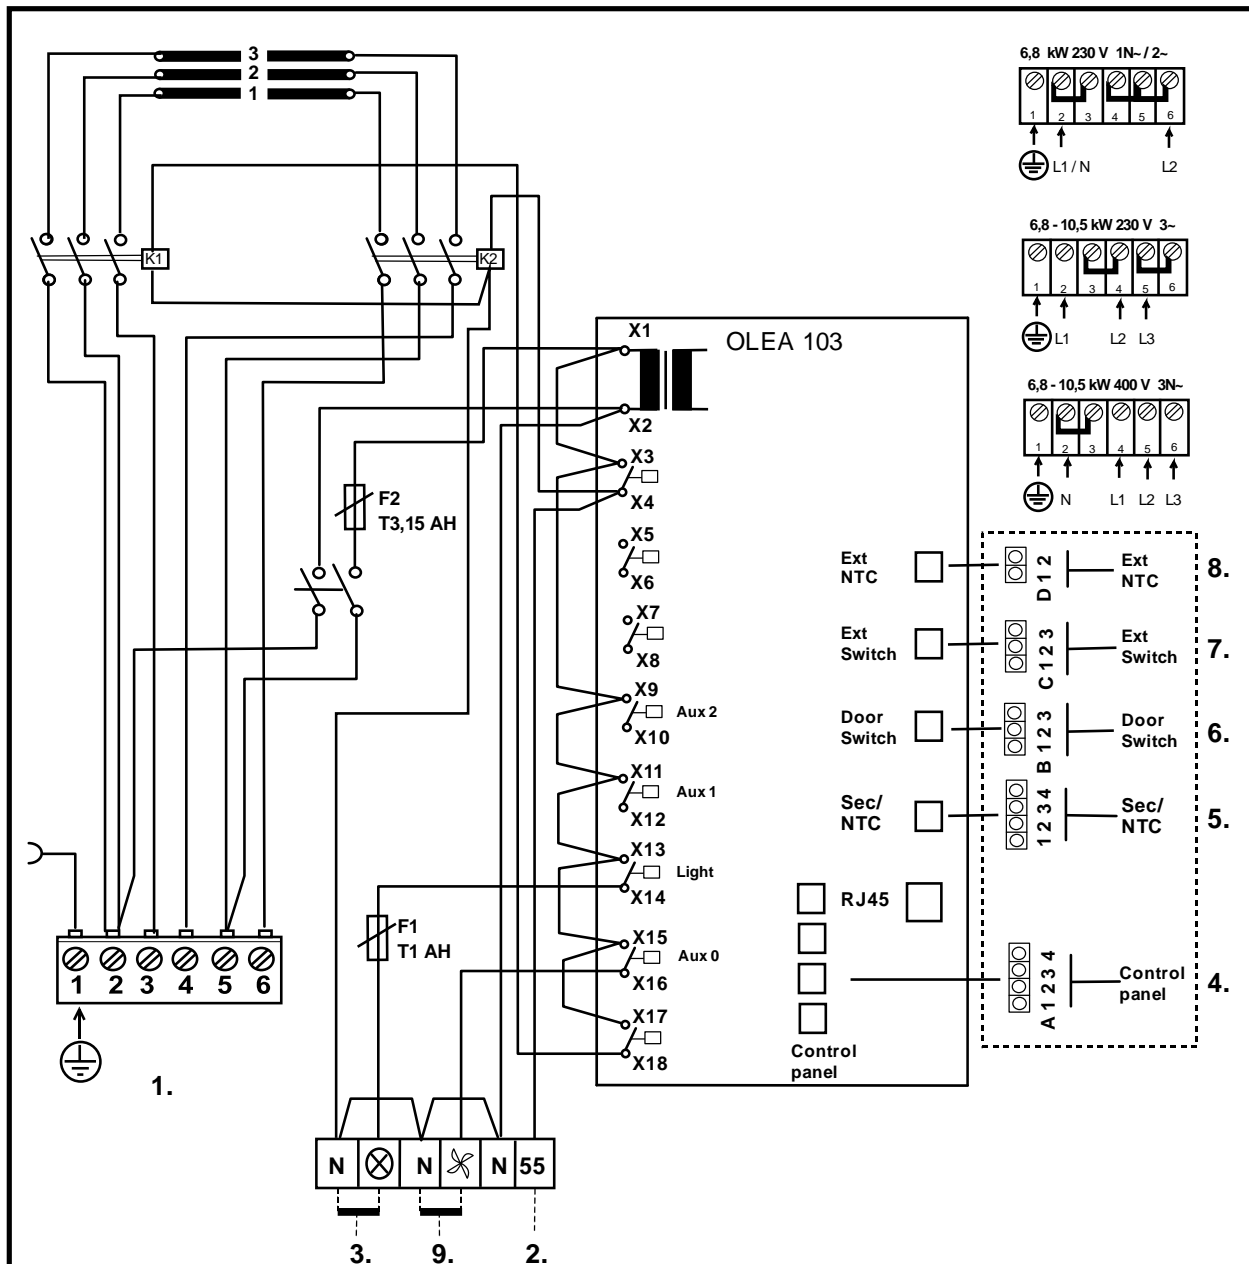 3
2
1
K1
K2
6,8 kW 230 V 1N~ / 2~
1 2 3 4 5 6
L1 / N L2
6,8 - 10,5 kW 230 V 3~
1 2 3 4 5 6
L1 L2 L3
6,8 - 10,5 kW 400 V 3N~
1 2 3 4 5 6
N L1 L2 L3
OLEA 103
X1
X2
X3
X4
X5
X6
X7
X8
X9
Aux 2
X10
X11
Aux 1
X12
X13
Light
X14
X15
Aux 0
X16
X17
X18
F2
T3,15 AH
F1
T1 AH
Ext
NTC
D 1 2
Ext
NTC
8.
Ext
Switch
C 1 2 3
Ext
Switch
7.
Door
Switch
B 1 2 3
Door
Switch
6.
Sec/
NTC
1 2 3 4
Sec/
NTC
5.
RJ45
A 1 2 3 4
Control
panel
4.
Control
panel
1 2 3 4 5 6
1.
N N N 55
3. 9. 2.